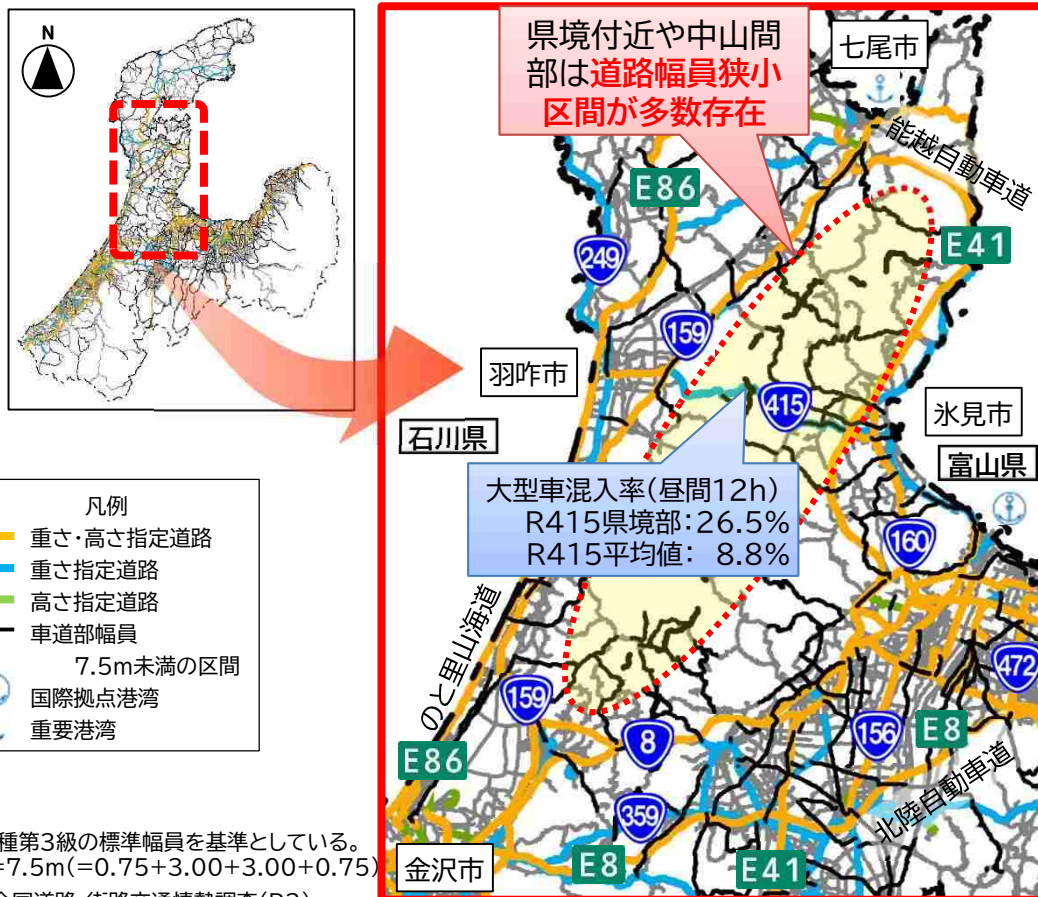 N
県境付近や中山間
部は道路幅員狭小
区間が多数存在
七尾市
能越自動車道
E86
E41
249
159
羽咋市
415
氷見市
石川県
富山県
大型車混入率(昼間12h)
R415県境部:26.5%
R415平均値: 8.8%
160
のと里山海道
472
159
8
156
E8
E86
359
北陸自動車道
金沢市
E8
E41
凡例
重さ・高さ指定道路
重さ指定道路
高さ指定道路
車道部幅員
7.5m未満の区間
国際拠点港湾
重要港湾
種第3級の標準幅員を基準としている。
=7.5m(=0.75+3.00+3.00+0.75)